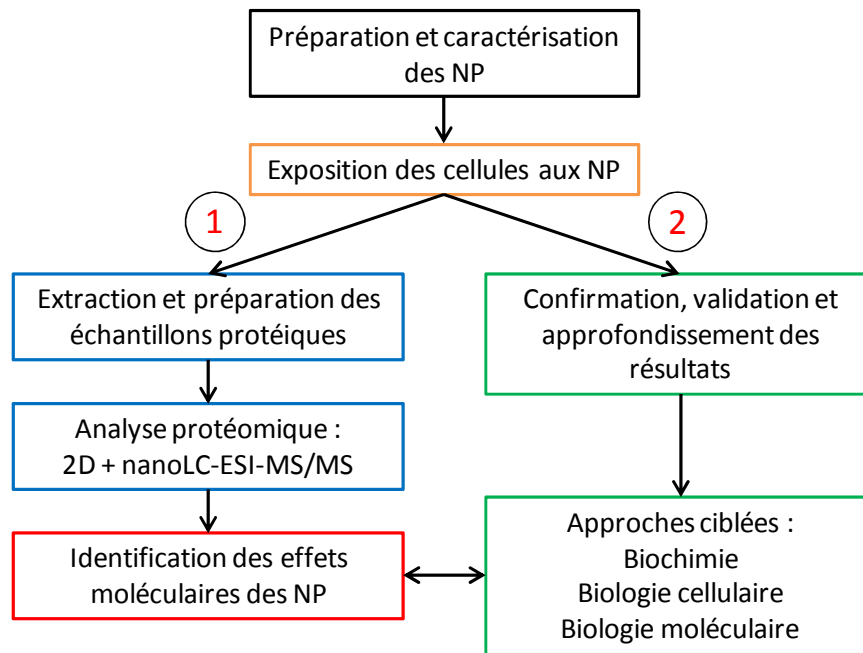 Préparation et caractérisation
des NP
Exposition des cellules aux NP
1
2
Extraction et préparation des
échantillons protéiques
Confirmation, validation et
approfondissement des
résultats
Analyse protéomique :
2D + nanoLC-ESI-MS/MS
Identification des effets
moléculaires des NP
Approches ciblées :
Biochimie
Biologie cellulaire
Biologie moléculaire